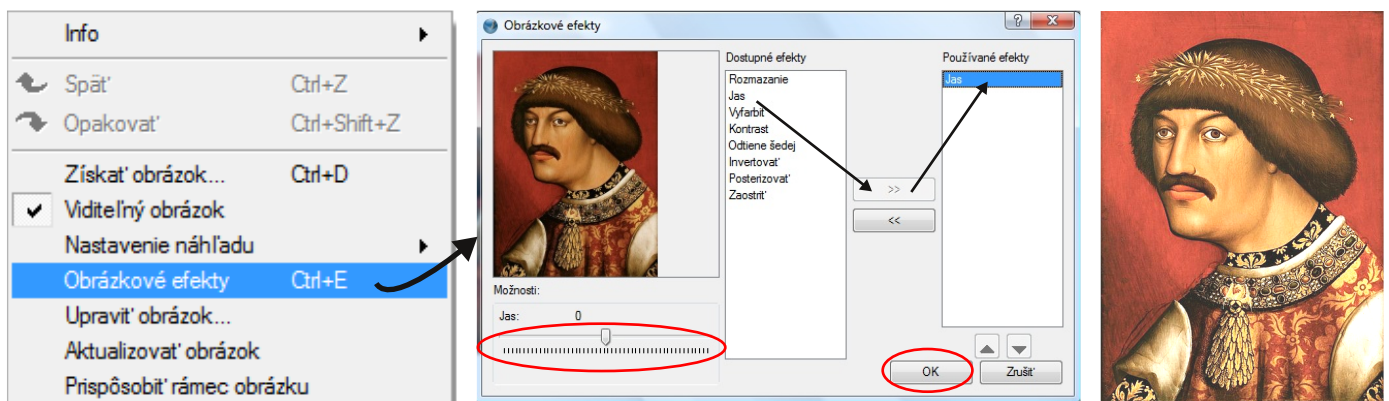 Info
Späť Ctrl+Z
Opakovať Ctrl+Shift+Z
Získať obrázok... Ctrl+D
Viditeľný obrázok
Nastavenie náhľadu
Obrázkové efekty Ctrl+E
Upraviť obrázok...
Aktualizovať obrázok
Prispôsobiť rámec obrázku
Obrázkové efekty
Dostupné efekty
Rozmazanie
Jas
Vyfarbiť
Kontrast
Odtiene šedej
Invertovať
Posterizovať
Zaostriť
>>
<<
Používané efekty
Jas
Možnosti:
Jas: 0
OK Zrušiť